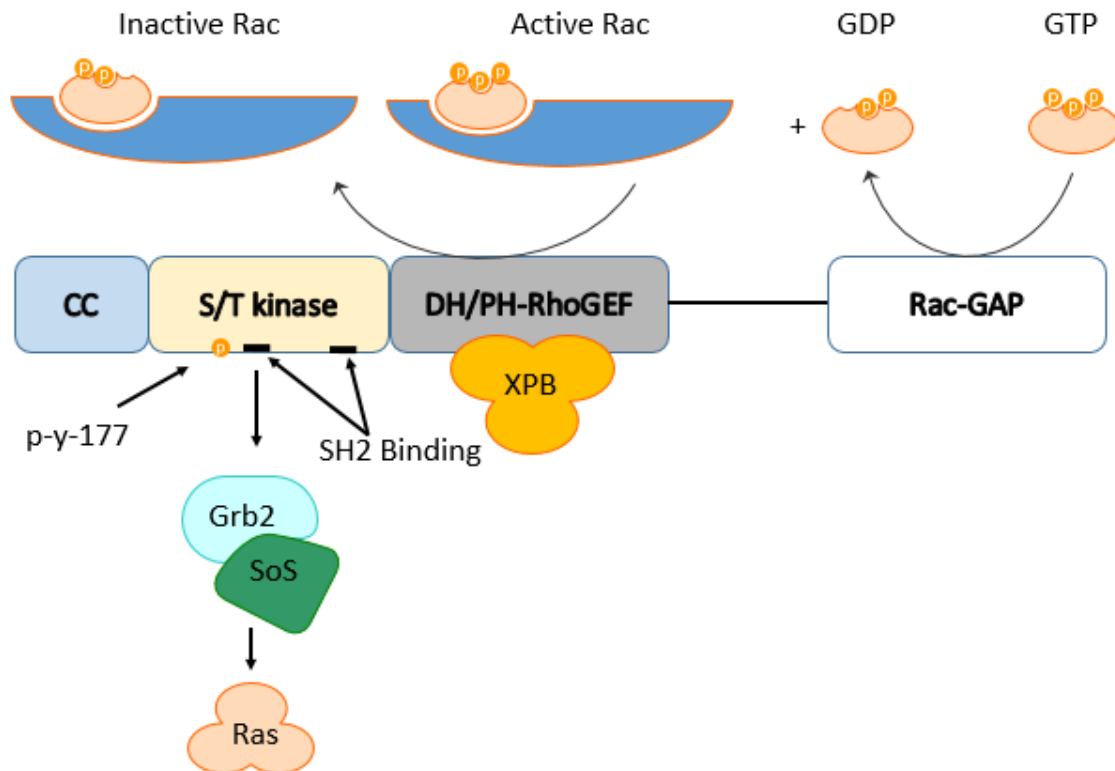 Inactive Rac
Active Rac
GDP
GTP
P P
P P P
+
P P
P P P
CC
S/T kinase
DH/PH-RhoGEF
Rac-GAP
P
XPB
p-y-177
SH2 Binding
Grb2
SoS
Ras